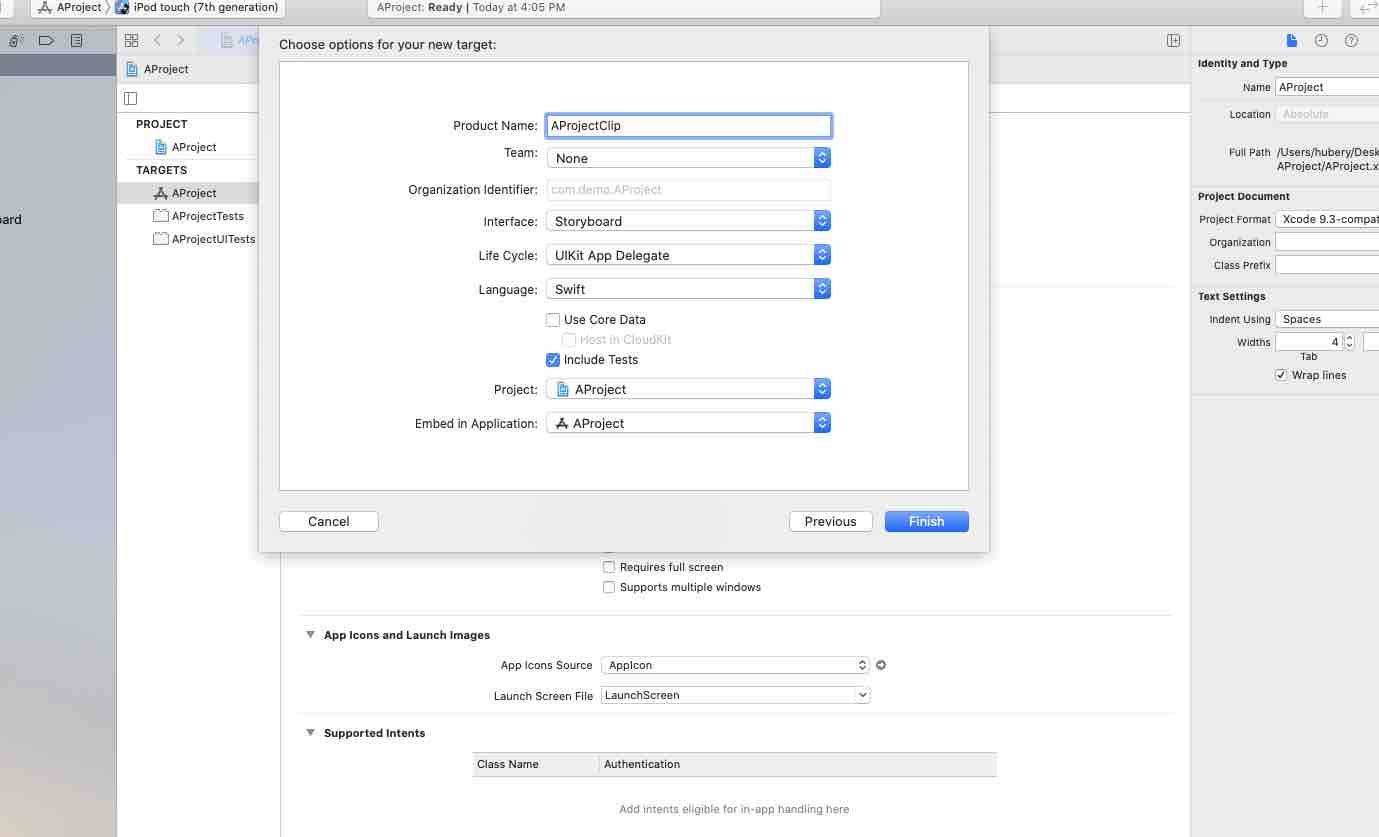 AProject
iPod touch (7th generation)
AProject: Ready | Today at 4:05 PM
Choose options for your new target:
AProject
PROJECT
AProject
TARGETS
AProject
AProjectTests
AProjectUITests
Product Name: AProjectClip
Team: None
Organization Identifier: com.demo.AProject
Interface: Storyboard
Life Cycle: UIKit App Delegate
Language: Swift
Use Core Data
Host in CloudKit
Include Tests
Project: AProject
Embed in Application: AProject
Cancel
Previous
Finish
Requires full screen
Supports multiple windows
App Icons and Launch Images
App Icons Source AppIcon
Launch Screen File LaunchScreen
Supported Intents
Class Name Authentication
Add intents eligible for in-app handling here
Identity and Type
Name AProject
Location Absolute
Full Path /Users/hubery/Desk
AProject/AProject.x
Project Document
Project Format Xcode 9.3-compat
Organization
Class Prefix
Text Settings
Indent Using Spaces
Widths 4
Tab
Wrap lines